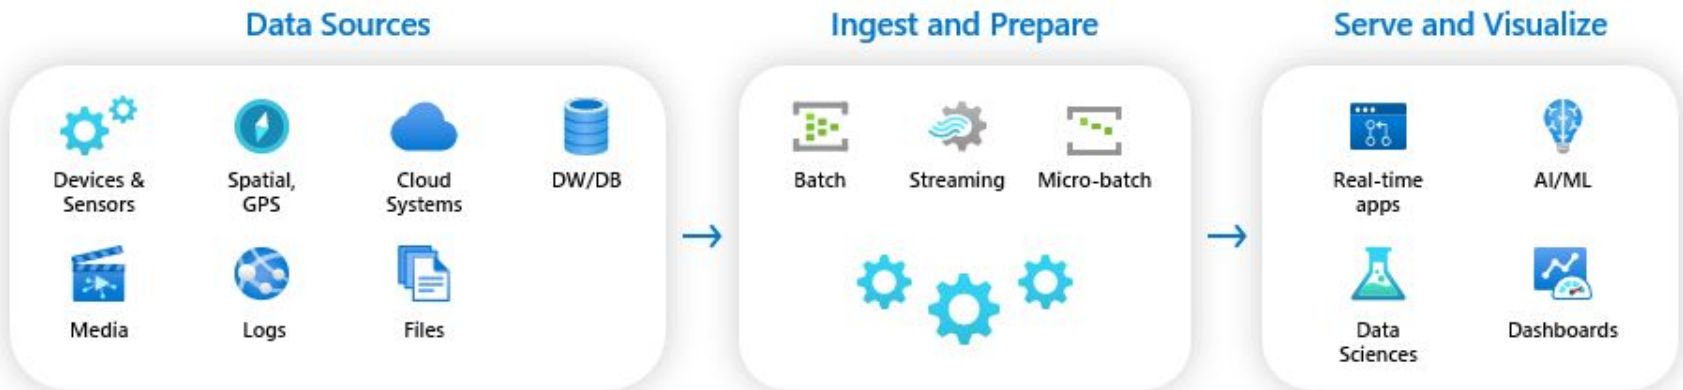 Data Sources
Devices &
Sensors
Spatial,
GPS
Cloud
Systems
DW/DB
Media
Logs
Files
Ingest and Prepare
Batch
Streaming
Micro-batch
Serve and Visualize
Real-time
apps
AI/ML
Data
Sciences
Dashboards